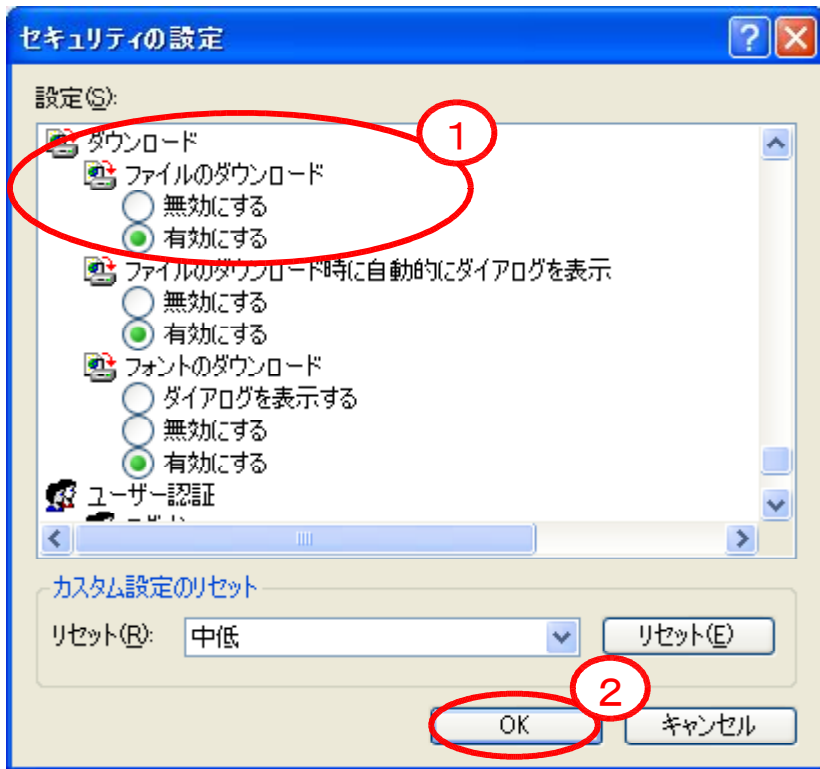 セキュリティの設定
設定(S):
1
ダウンロード
ファイルのダウンロード
無効にする
有効にする
ファイルのダウンロード時に自動的にダイアログを表示
無効にする
有効にする
フォントのダウンロード
ダイアログを表示する
無効にする
有効にする
ユーザー認証
カスタム設定のリセット
リセット(R): 中低 リセット(E)
2
OK キャンセル